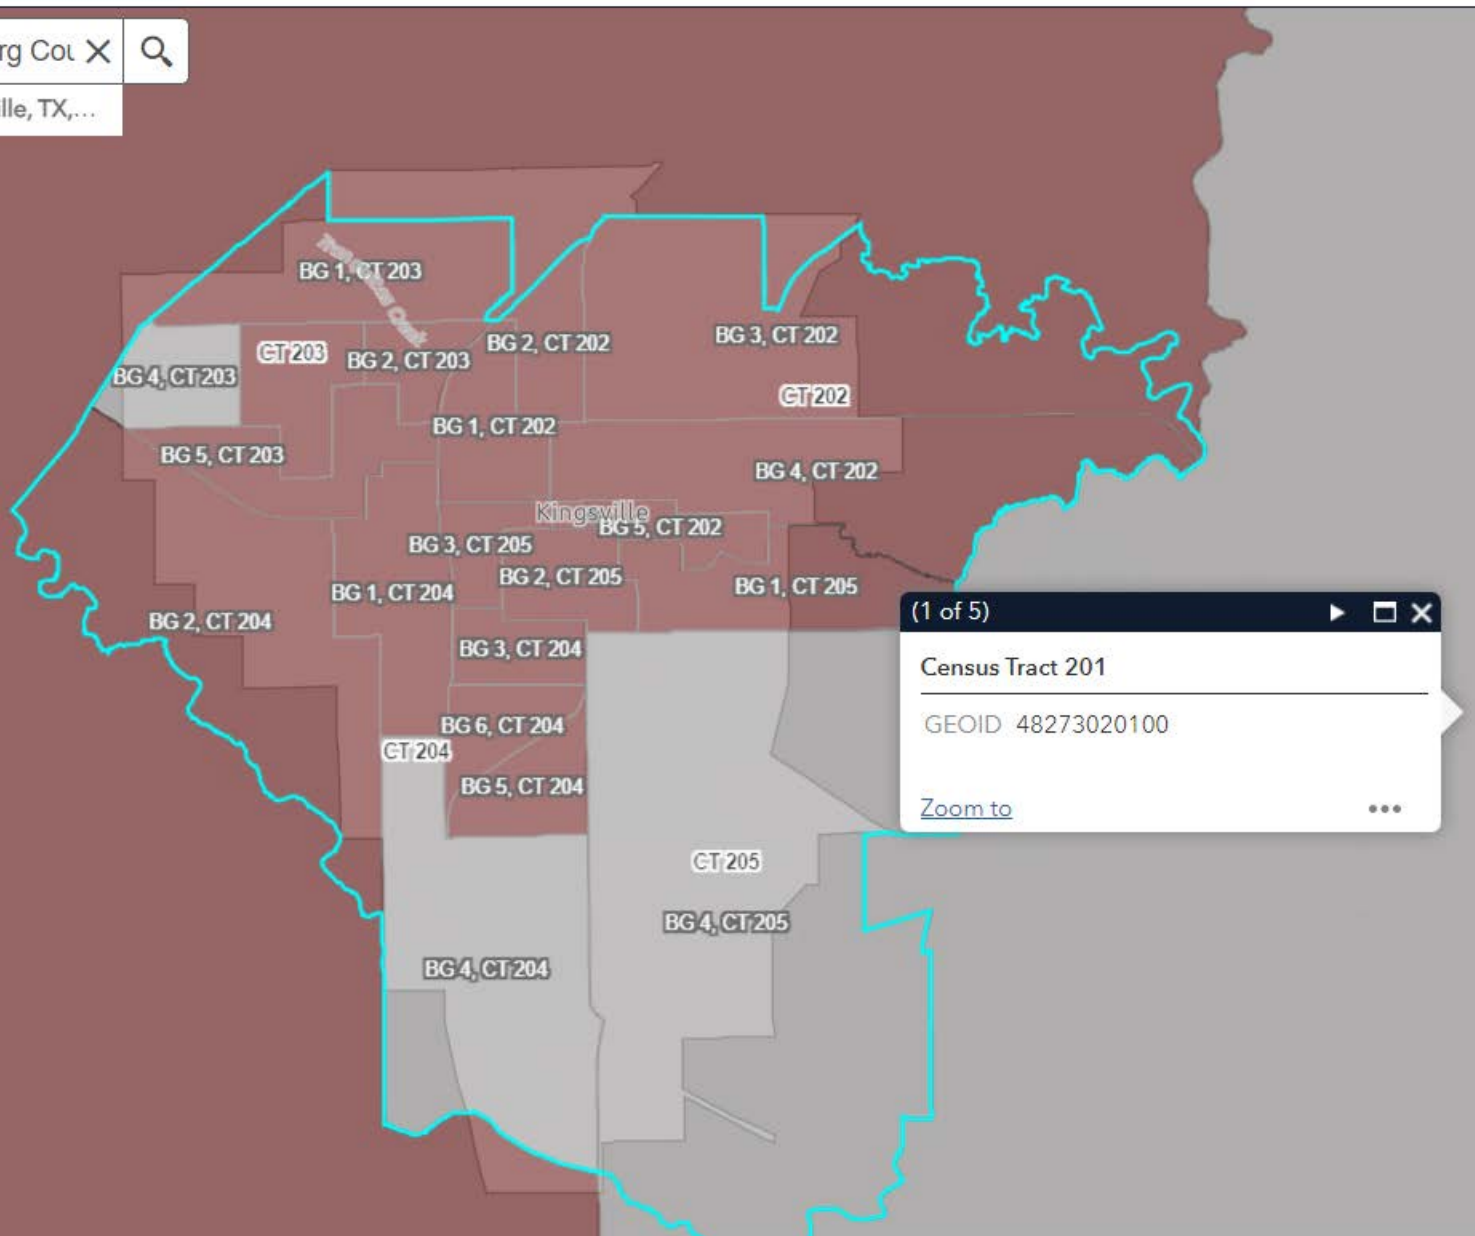 rg Cou
ille, TX,...
BG 1, CT 203
BG 2, CT 202
BG 3, CT 202
CT 203
BG 2, CT 203
BG 4, CT 203
CT 202
BG 1, CT 202
BG 5, CT 203
BG 4, CT 202
Kingsville
BG 5, CT 202
BG 3, CT 205
BG 2, CT 205
BG 1, CT 205
BG 1, CT 204
BG 2, CT 204
(1 of 5)
BG 3, CT 204
Census Tract 201
BG 6, CT 204
GEOID 48273020100
CT 204
BG 5, CT 204
Zoom to
CT 205
BG 4, CT 205
BG 4, CT 204